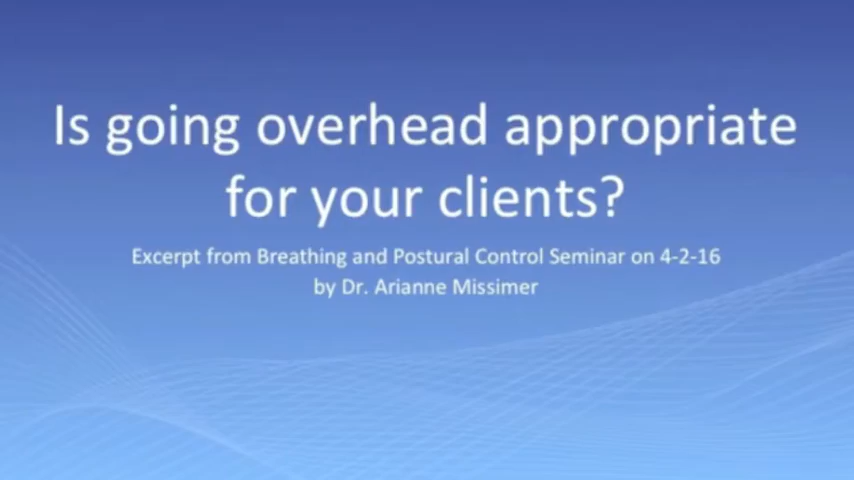 Is going overhead appropriate
for your clients?
Excerpt from Breathing and Postural Control Seminar on 4-2-16
by Dr. Arianne Missimer